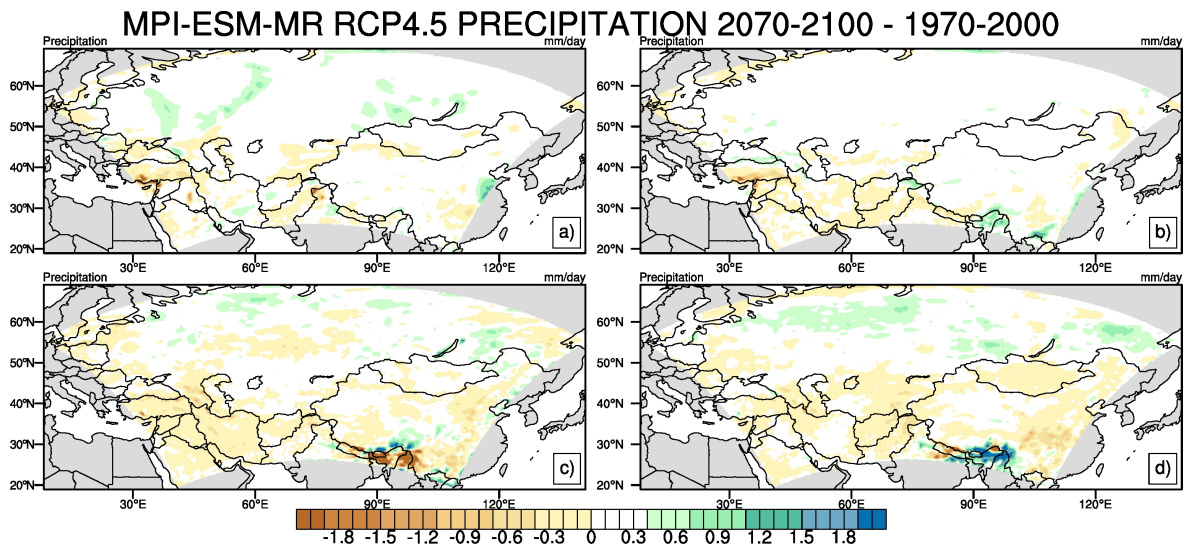 MPI-ESM-MR RCP4.5 PRECIPITATION 2070-2100 - 1970-2000
Precipitation mm/day Precipitation mm/day
60°N 60°N
50°N 50°N
40°N 40°N
30°N 30°N
20°N a) 20°N b)
30°E 60°E 90°E 120°E 30°E 60°E 90°E 120°E
Precipitation mm/day Precipitation mm/day
60°N 60°N
50°N 50°N
40°N 40°N
30°N 30°N
20°N c) 20°N d)
30°E 60°E 90°E 120°E 30°E 60°E 90°E 120°E
-1.8 -1.5 -1.2 -0.9 -0.6 -0.3 0 0.3 0.6 0.9 1.2 1.5 1.8